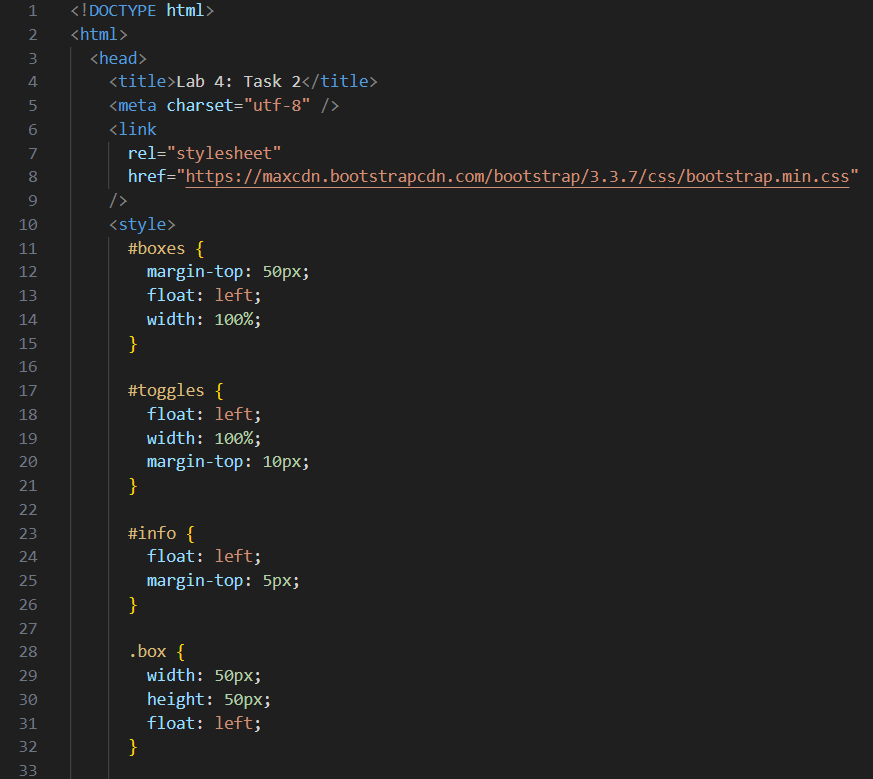 1 <!DOCTYPE html>
2 <html>
3   <head>
4     <title>Lab 4: Task 2</title>
5     <meta charset="utf-8" />
6     <link
7       rel="stylesheet"
8       href="https://maxcdn.bootstrapcdn.com/bootstrap/3.3.7/css/bootstrap.min.css"
9     />
10     <style>
11       #boxes {
12         margin-top: 50px;
13         float: left;
14         width: 100%;
15       }
16
17       #toggles {
18         float: left;
19         width: 100%;
20         margin-top: 10px;
21       }
22
23       #info {
24         float: left;
25         margin-top: 5px;
26       }
27
28       .box {
29         width: 50px;
30         height: 50px;
31         float: left;
32       }
33